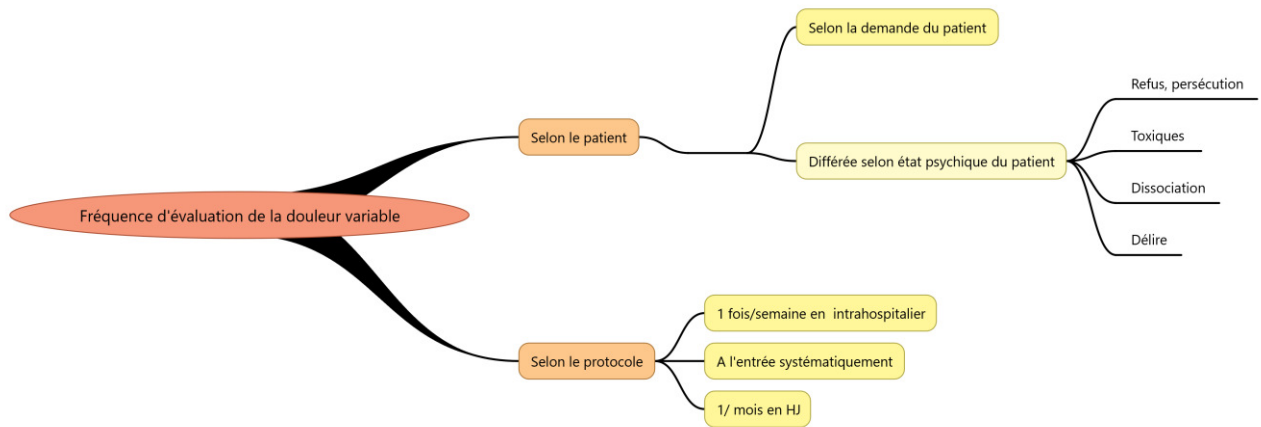 Selon la demande du patient
Refus, persécution
Selon le patient
Toxiques
Différée selon état psychique du patient
Dissociation
Fréquence d'évaluation de la douleur variable
Délire
1 fois/semaine en  intrahospitalier
Selon le protocole
A l'entrée systématiquement
1/ mois en HJ